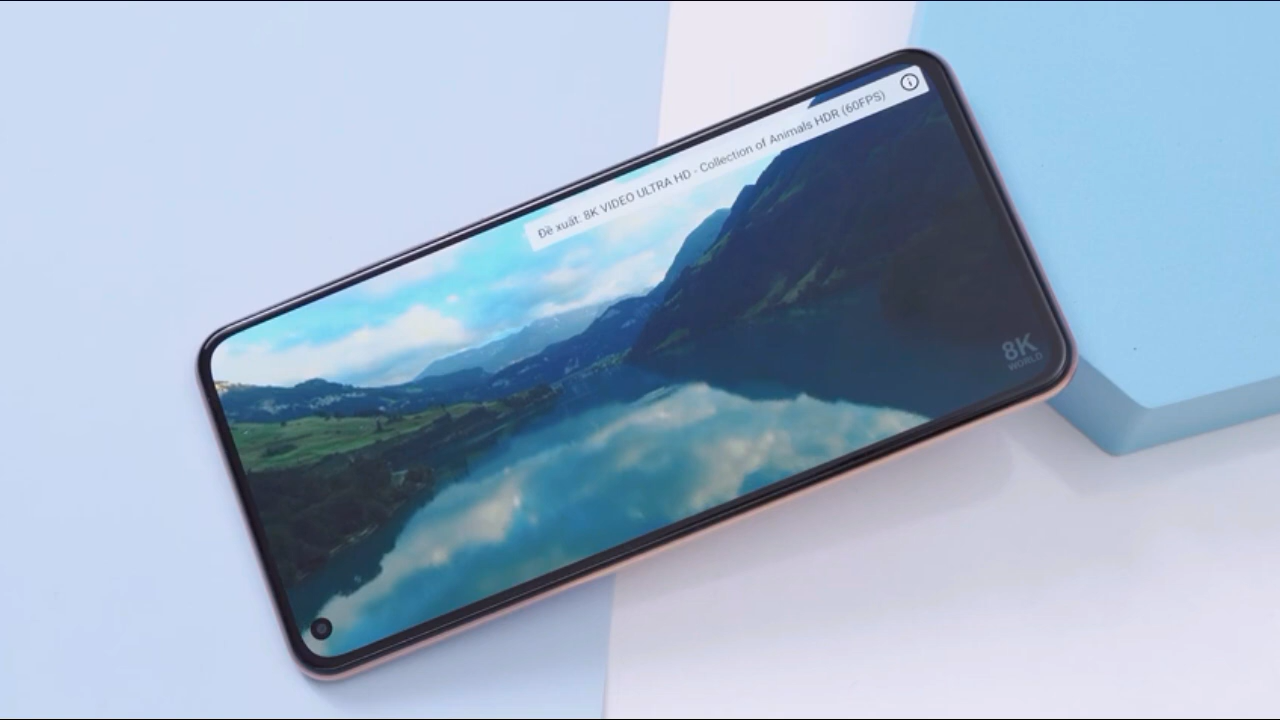 Đề xuất: 8K VIDEO ULTRA HD - Collection of Animals HDR (60FPS)
8K
WORLD